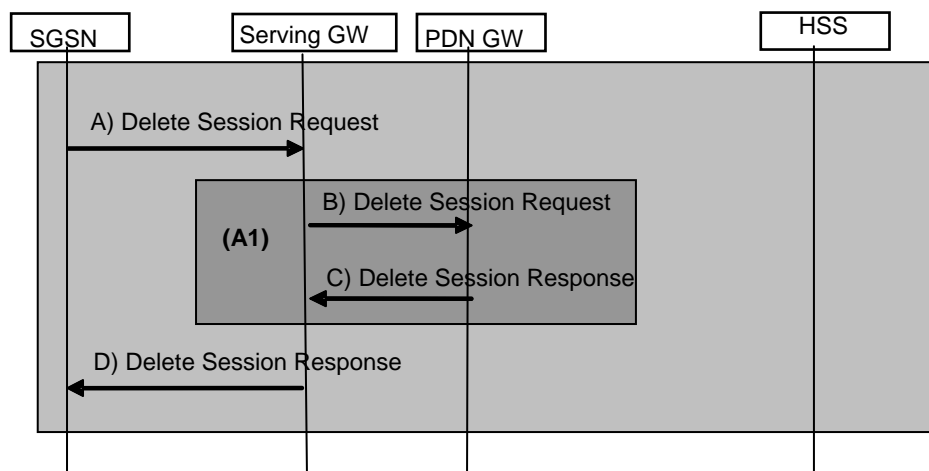 SGSN
Serving GW
PDN GW
HSS
A) Delete Session Request
B) Delete Session Request
(A1)
C) Delete Session Response
D) Delete Session Response